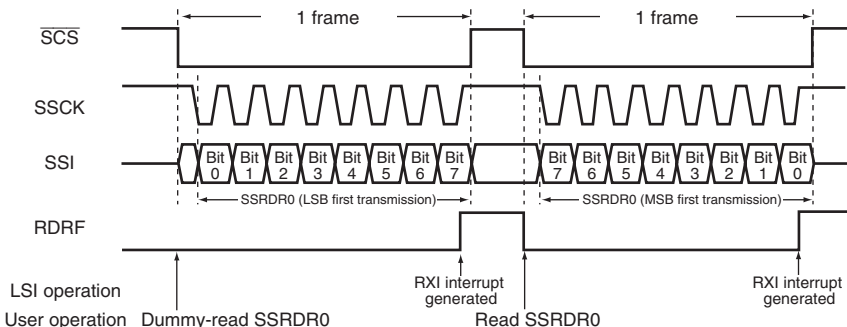 1 frame 1 frame
SCS
SSCK
SSI Bit 0 Bit 1 Bit 2 Bit 3 Bit 4 Bit 5 Bit 6 Bit 7 Bit 7 Bit 6 Bit 5 Bit 4 Bit 3 Bit 2 Bit 1 Bit 0
SSRDR0 (LSB first transmission) SSRDR0 (MSB first transmission)
RDRF
LSI operation RXI interrupt generated RXI interrupt generated
User operation Dummy-read SSRDR0 Read SSRDR0